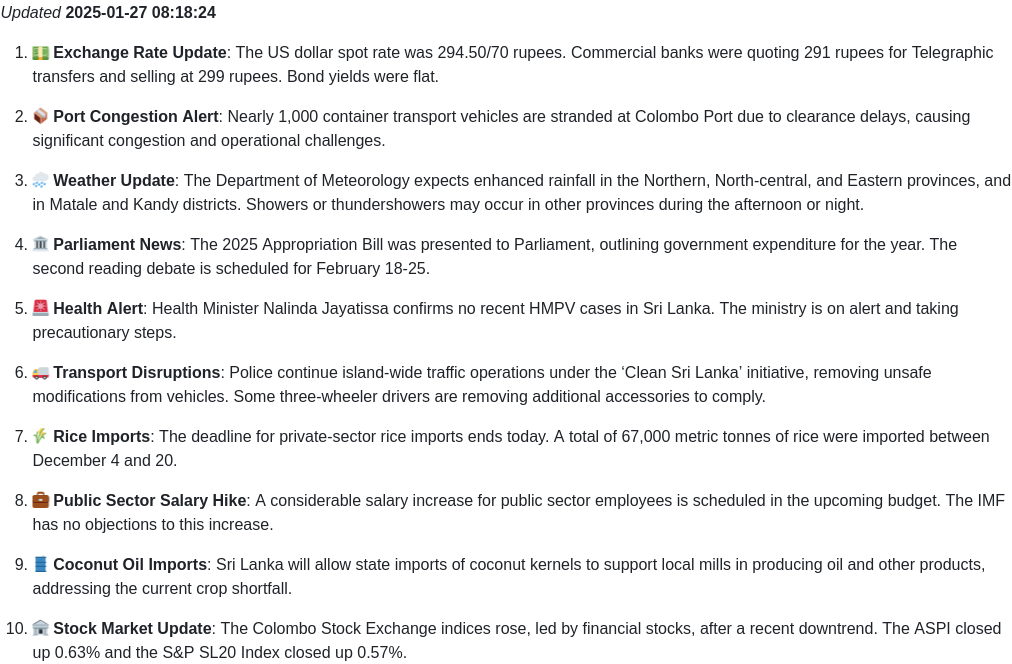 Updated 2025-01-27 08:18:24
1. 💵 Exchange Rate Update: The US dollar spot rate was 294.50/70 rupees. Commercial banks were quoting 291 rupees for Telegraphic
transfers and selling at 299 rupees. Bond yields were flat.
2. 📦 Port Congestion Alert: Nearly 1,000 container transport vehicles are stranded at Colombo Port due to clearance delays, causing
significant congestion and operational challenges.
3. 🌨️ Weather Update: The Department of Meteorology expects enhanced rainfall in the Northern, North-central, and Eastern provinces, and
in Matale and Kandy districts. Showers or thundershowers may occur in other provinces during the afternoon or night.
4. 🏛️ Parliament News: The 2025 Appropriation Bill was presented to Parliament, outlining government expenditure for the year. The
second reading debate is scheduled for February 18-25.
5. 🚨 Health Alert: Health Minister Nalinda Jayatissa confirms no recent HMPV cases in Sri Lanka. The ministry is on alert and taking
precautionary steps.
6. 🚐 Transport Disruptions: Police continue island-wide traffic operations under the ‘Clean Sri Lanka’ initiative, removing unsafe
modifications from vehicles. Some three-wheeler drivers are removing additional accessories to comply.
7. 🌾 Rice Imports: The deadline for private-sector rice imports ends today. A total of 67,000 metric tonnes of rice were imported between
December 4 and 20.
8. 💼 Public Sector Salary Hike: A considerable salary increase for public sector employees is scheduled in the upcoming budget. The IMF
has no objections to this increase.
9. 🛢️ Coconut Oil Imports: Sri Lanka will allow state imports of coconut kernels to support local mills in producing oil and other products,
addressing the current crop shortfall.
10. 🏦 Stock Market Update: The Colombo Stock Exchange indices rose, led by financial stocks, after a recent downtrend. The ASPI closed
up 0.63% and the S&P SL20 Index closed up 0.57%.